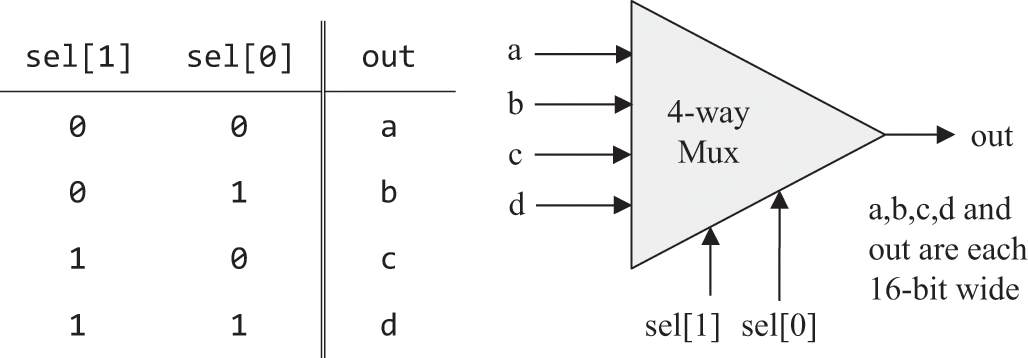 sel[1] sel[0] out
0 0 a
0 1 b
1 0 c
1 1 d
a
b
c
d
4-way
Mux
out
a,b,c,d and
out are each
16-bit wide
sel[1] sel[0]